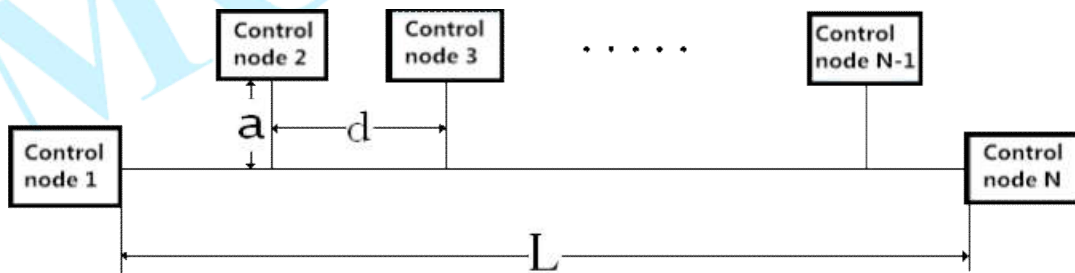 Control
node 1
Control
node 2
Control
node 3
.....
Control
node N-1
Control
node N
a
d
L